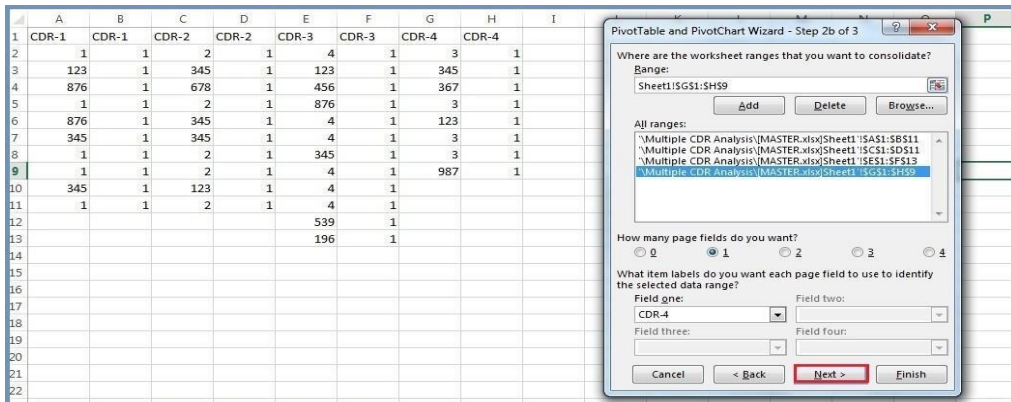 A B C D E F G H I P
1 CDR-1 CDR-1 CDR-2 CDR-2 CDR-3 CDR-3 CDR-4 CDR-4
2 1 1 2 1 4 1 3 1
3 123 1 345 1 123 1 345 1
4 876 1 678 1 456 1 367 1
5 1 1 2 1 876 1 3 1
6 876 1 345 1 4 1 123 1
7 345 1 345 1 4 1 3 1
8 1 1 2 1 345 1 3 1
9 1 1 2 1 4 1 987 1
10 345 1 123 1 4 1
11 1 1 2 1 4 1
12 539 1
13 196 1
14
15
16
17
18
19
20
21
22
PivotTable and PivotChart Wizard - Step 2b of 3
Where are the worksheet ranges that you want to consolidate?
Range:
Sheet1!$G$1:$H$9
Add Delete Browse...
All ranges:
'\Multiple CDR Analysis\[MASTER.xlsx]Sheet1'!$A$1:$B$11
'\Multiple CDR Analysis\[MASTER.xlsx]Sheet1'!$C$1:$D$11
'\Multiple CDR Analysis\[MASTER.xlsx]Sheet1'!$E$1:$F$13
'\Multiple CDR Analysis\[MASTER.xlsx]Sheet1'!$G$1:$H$9
How many page fields do you want?
0 1 2 3 4
What item labels do you want each page field to use to identify
the selected data range?
Field one: Field two:
CDR-4
Field three: Field four:
Cancel < Back Next > Finish